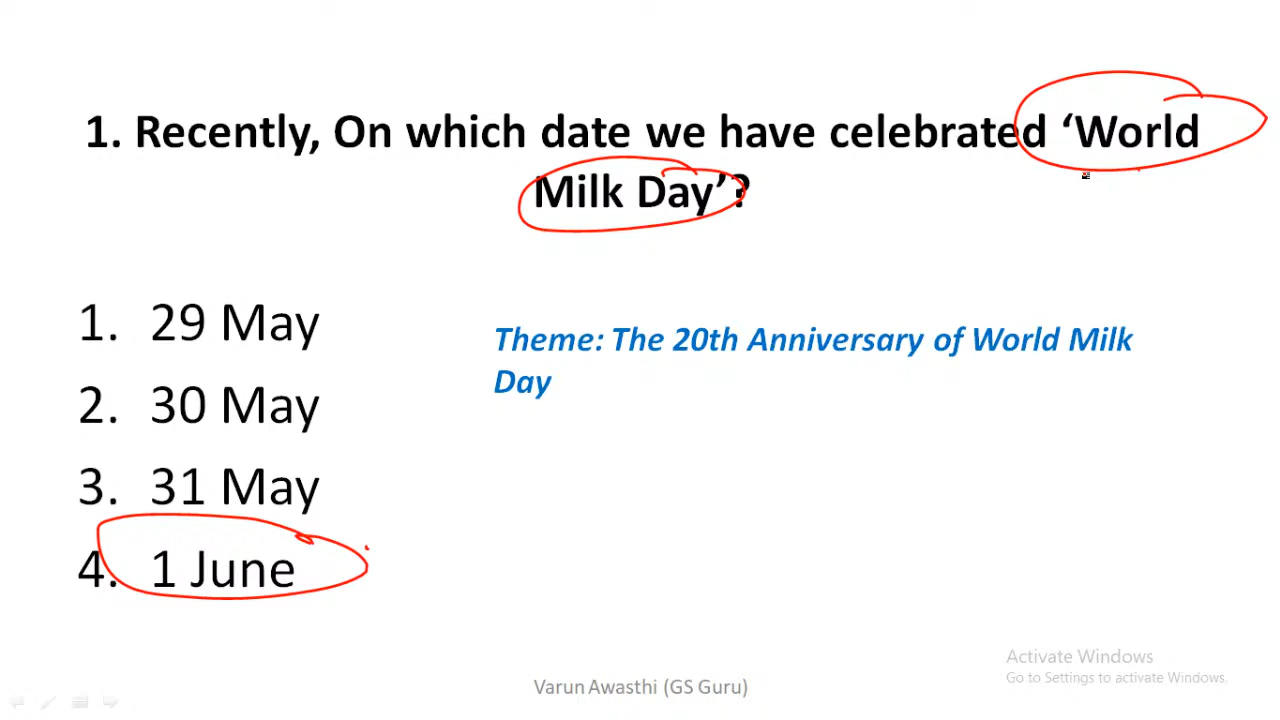 1. Recently, On which date we have celebrated ‘World
Milk Day’?
1. 29 May
2. 30 May
3. 31 May
4. 1 June
Theme: The 20th Anniversary of World Milk
Day
Activate Windows
Go to Settings to activate Windows.
Varun Awasthi (GS Guru)